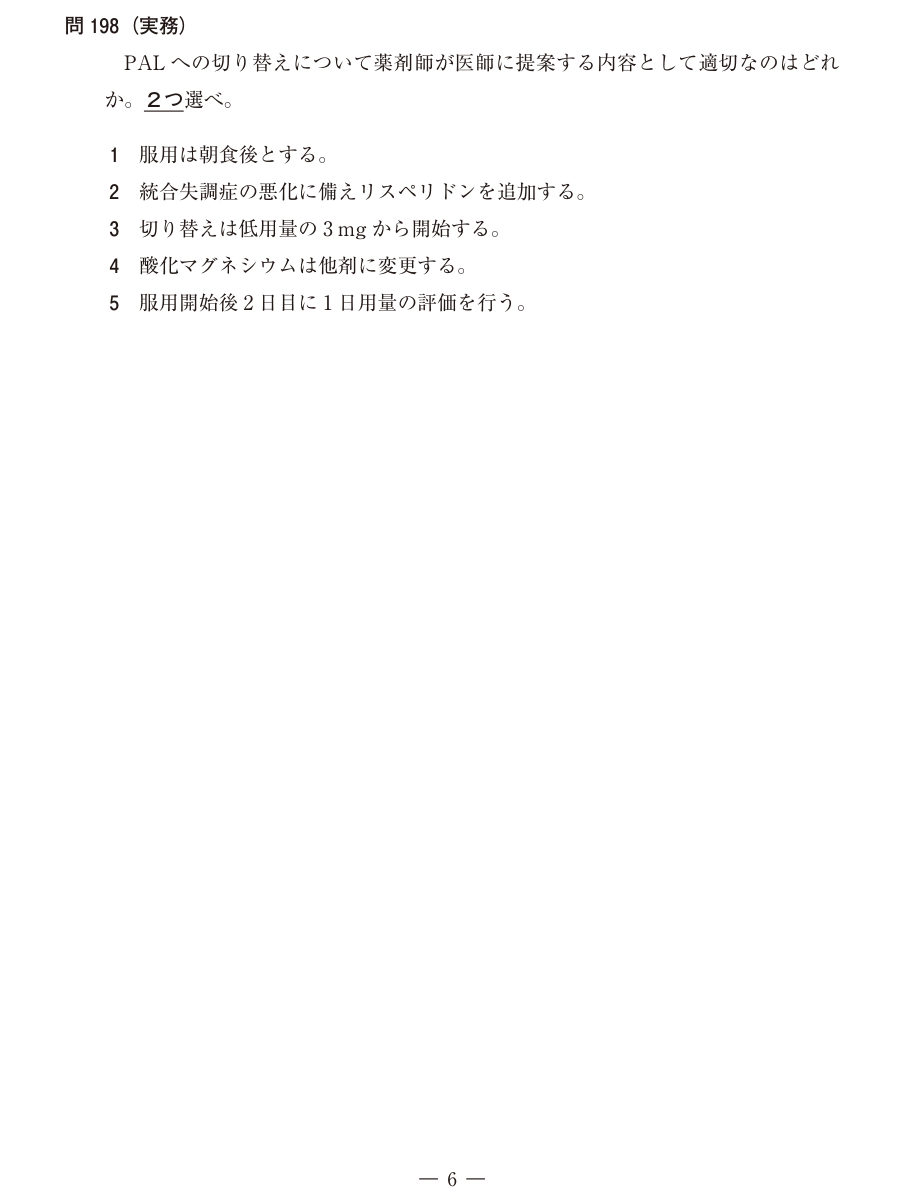 問 198（実務）
PAL への切り替えについて薬剤師が医師に提案する内容として適切なのはどれ
か。２つ選べ。
1 服用は朝食後とする。
2 統合失調症の悪化に備えリスペリドンを追加する。
3 切り替えは低用量の 3 mg から開始する。
4 酸化マグネシウムは他剤に変更する。
5 服用開始後 2 日目に 1 日用量の評価を行う。
― 6 ―